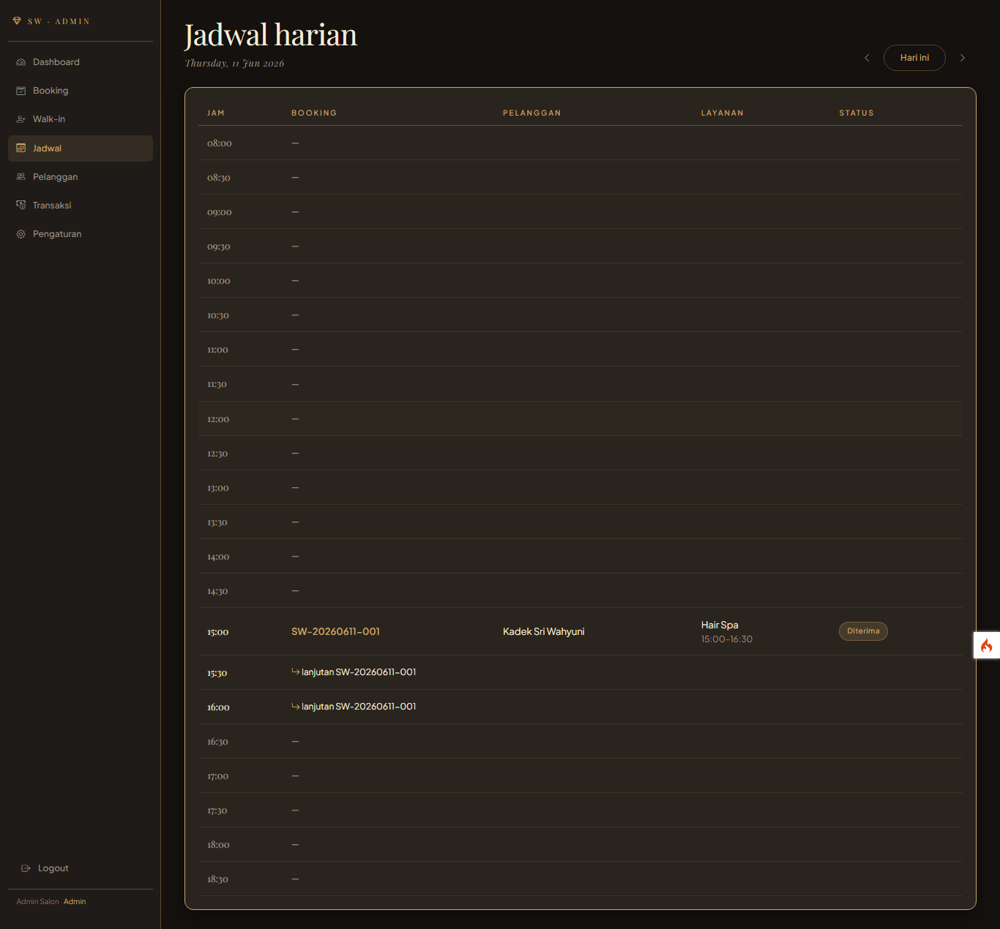 SW · ADMIN
Dashboard
Booking
Walk-in
Jadwal
Pelanggan
Transaksi
Pengaturan
Logout
Admin Salon · Admin
Jadwal harian
Thursday, 11 Jun 2026
Hari ini
JAM BOOKING PELANGGAN LAYANAN STATUS
08:00 —
08:30 —
09:00 —
09:30 —
10:00 —
10:30 —
11:00 —
11:30 —
12:00 —
12:30 —
13:00 —
13:30 —
14:00 —
14:30 —
15:00 SW-20260611-001 Kadek Sri Wahyuni Hair Spa Diterima
15:00–16:30
15:30 lanjutan SW-20260611-001
16:00 lanjutan SW-20260611-001
16:30 —
17:00 —
17:30 —
18:00 —
18:30 —